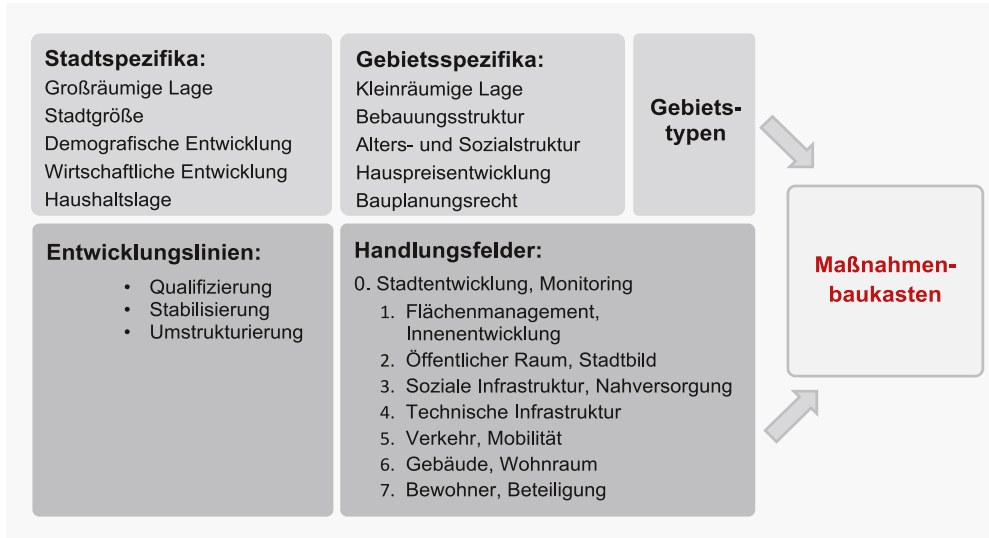 Stadtspezifika:
Großräumige Lage
Stadtgröße
Demografische Entwicklung
Wirtschaftliche Entwicklung
Haushaltslage
Gebietsspezifika:
Kleinräumige Lage
Bebauungsstruktur
Alters- und Sozialstruktur
Hauspreisentwicklung
Bauplanungsrecht
Gebiets-
typen
Entwicklungslinien:
• Qualifizierung
• Stabilisierung
• Umstrukturierung
Handlungsfelder:
0. Stadtentwicklung, Monitoring
1. Flächenmanagement,
Innenentwicklung
2. Öffentlicher Raum, Stadtbild
3. Soziale Infrastruktur, Nahversorgung
4. Technische Infrastruktur
5. Verkehr, Mobilität
6. Gebäude, Wohnraum
7. Bewohner, Beteiligung
Maßnahmen-
baukasten